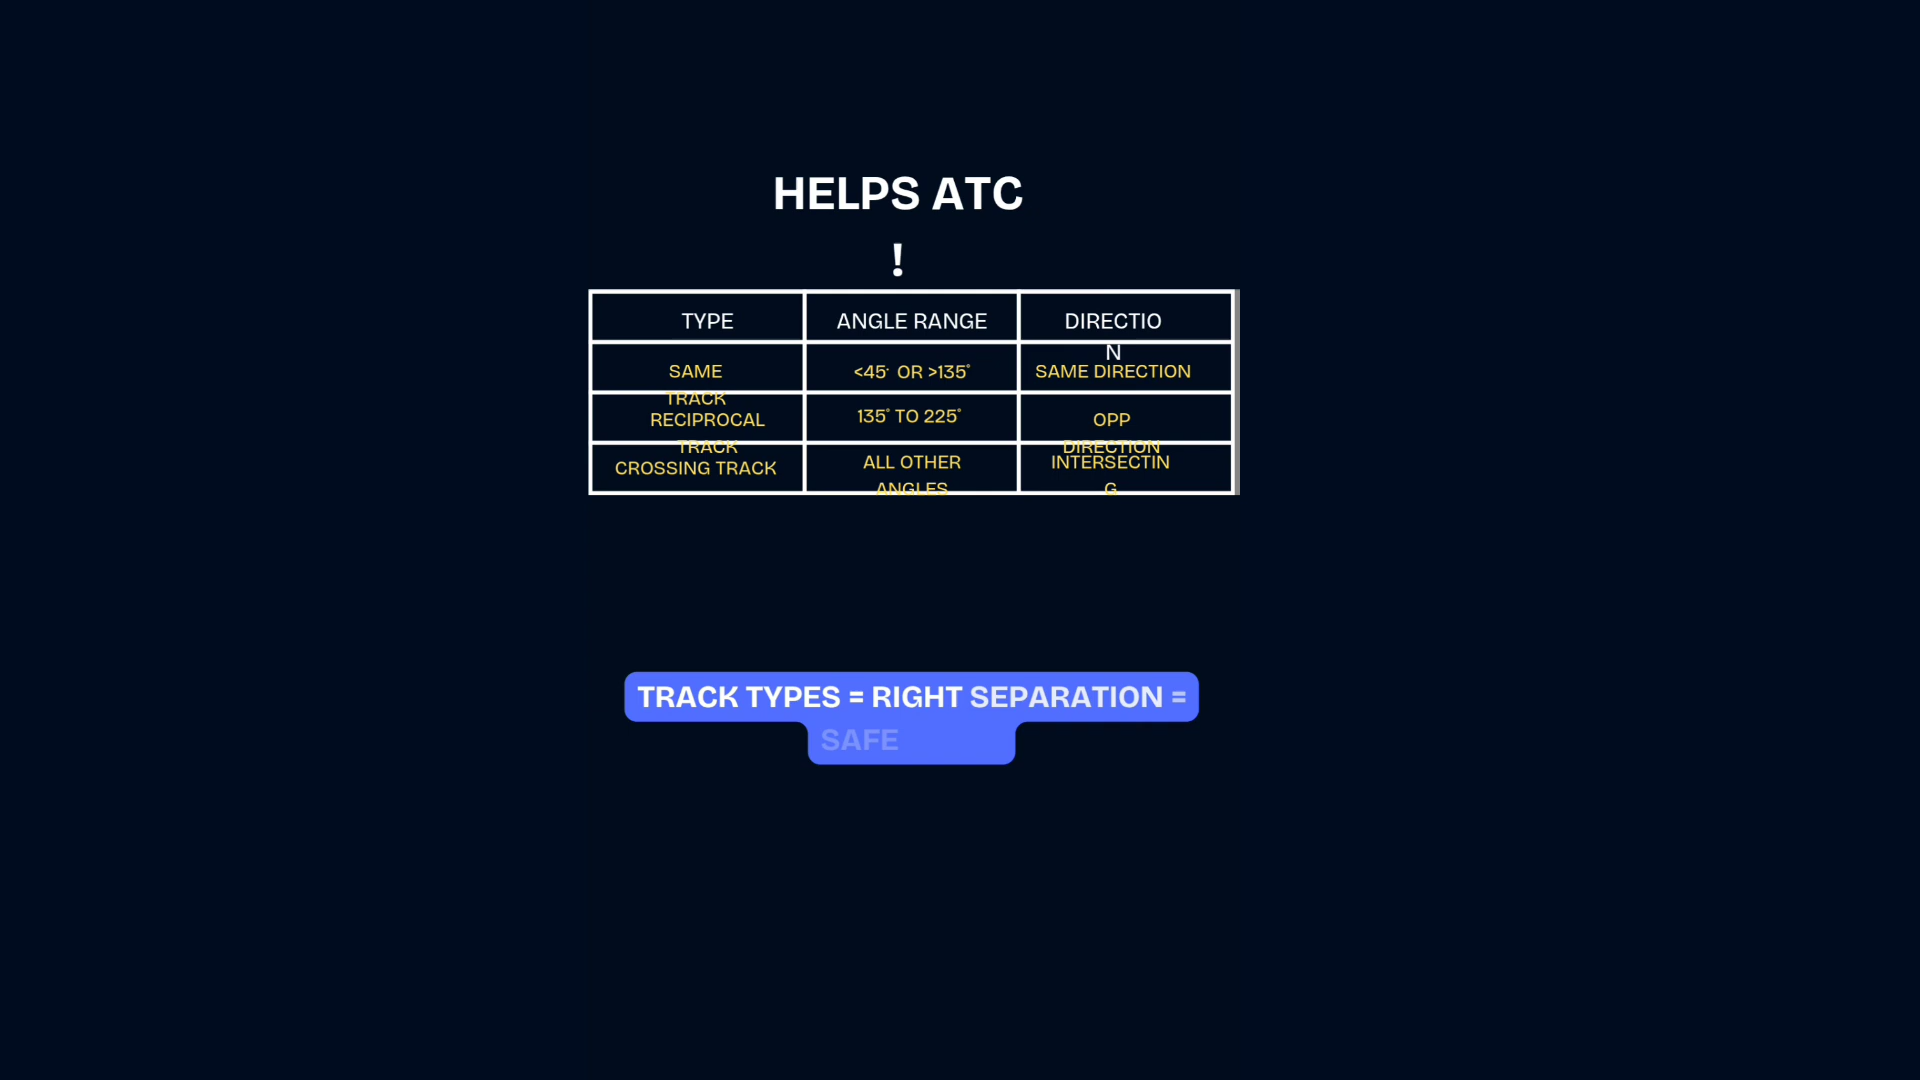 HELPS ATC
!
TYPE ANGLE RANGE DIRECTIO
N
SAME <45° OR >135° SAME DIRECTION
TRACK
RECIPROCAL 135° TO 225° OPP
TRACK DIRECTION
CROSSING TRACK ALL OTHER INTERSECTIN
ANGLES G
TRACK TYPES = RIGHT SEPARATION =
SAFE